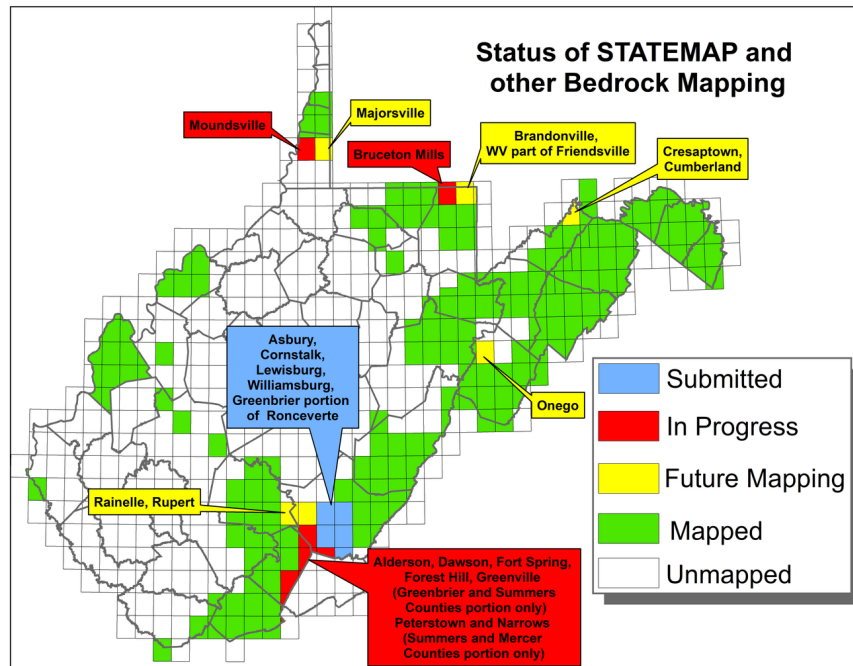 Status of STATEMAP and
other Bedrock Mapping
Moundsville
Majorsville
Bruceton Mills
Brandonville,
WV part of Friendsville
Cresaptown,
Cumberland
Asbury,
Cornstalk,
Lewisburg,
Williamsburg,
Greenbrier portion
of Ronceverte
Onego
Rainelle, Rupert
Alderson, Dawson, Fort Spring,
Forest Hill, Greenville
(Greenbrier and Summers
Counties portion only)
Peterstown and Narrows
(Summers and Mercer
Counties portion only)
Submitted
In Progress
Future Mapping
Mapped
Unmapped